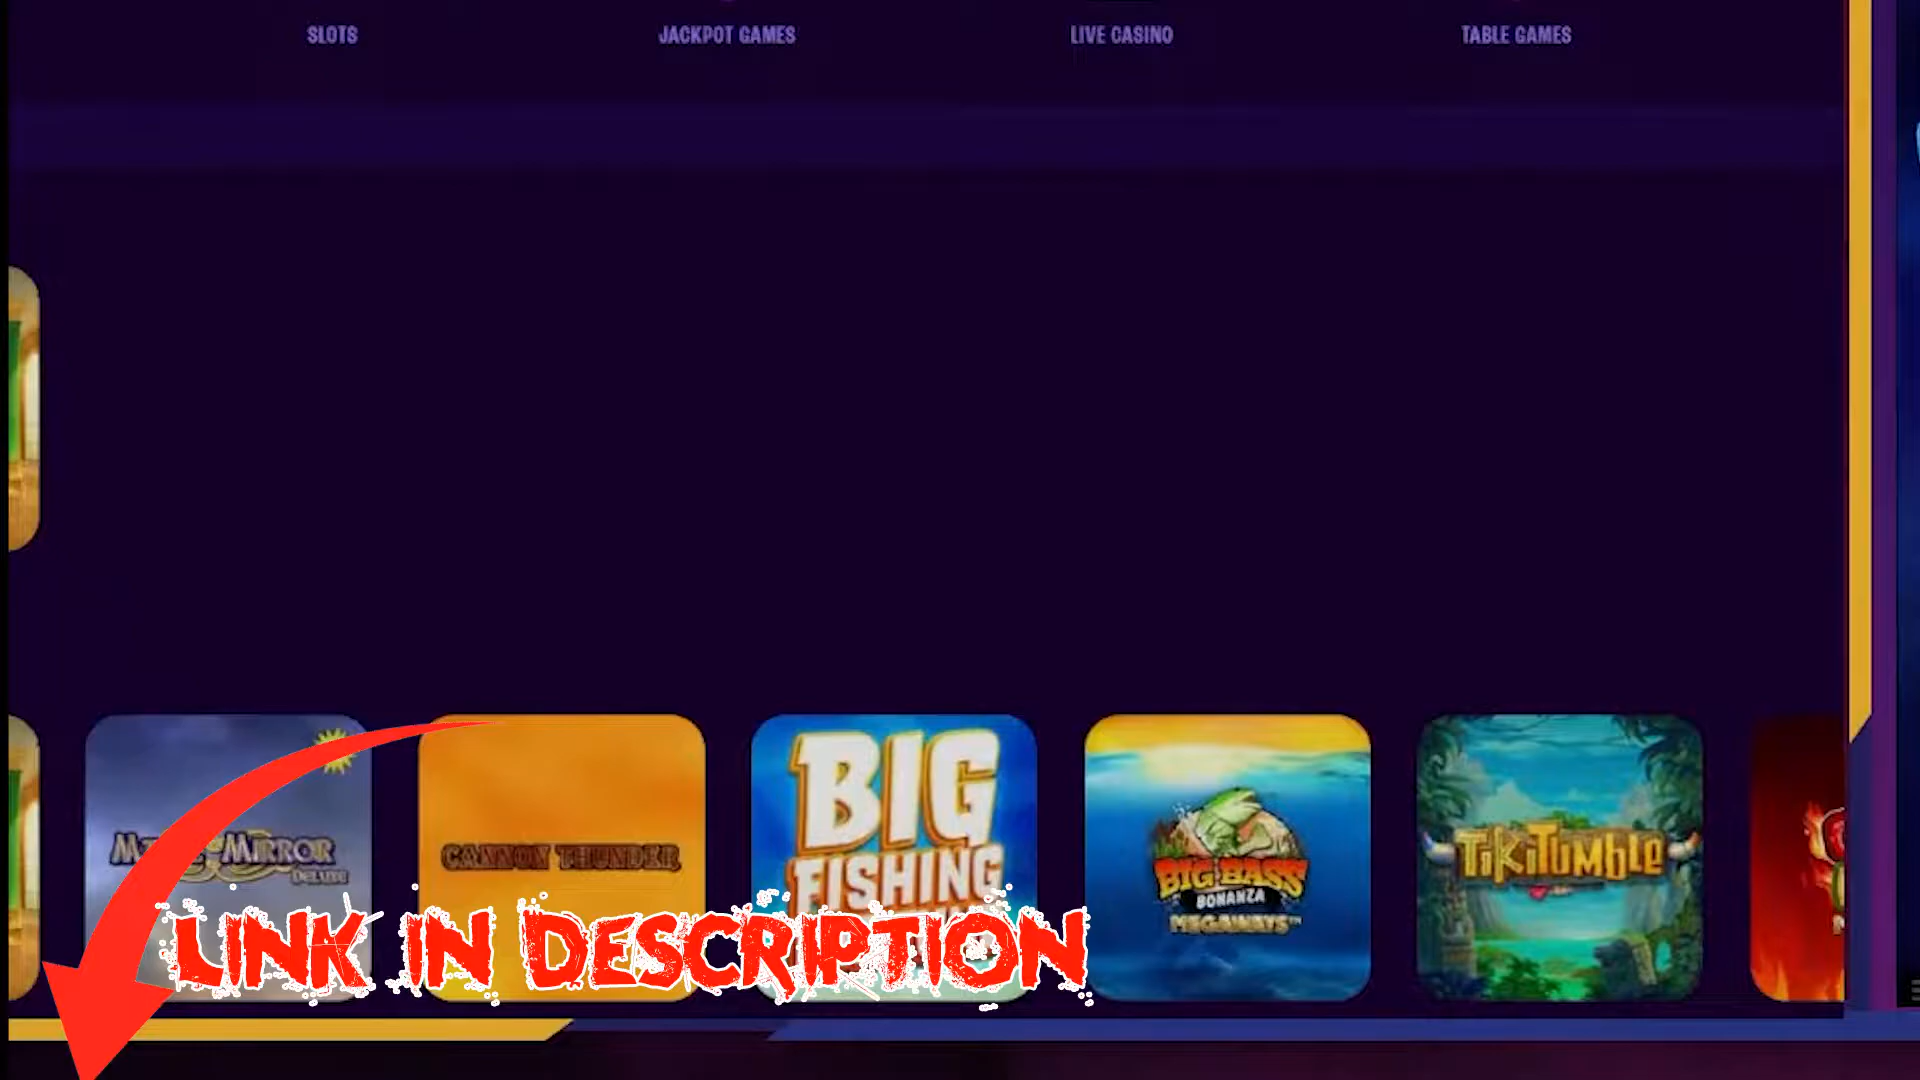 SLOTS
JACKPOT GAMES
LIVE CASINO
TABLE GAMES
MIRROR
DELUXE
CANNON THUNDER
BIG
FISHING
BIG BASS
BONANZA
MEGAWAYS™
TIKITUMBLE
LINK IN DESCRIPTION